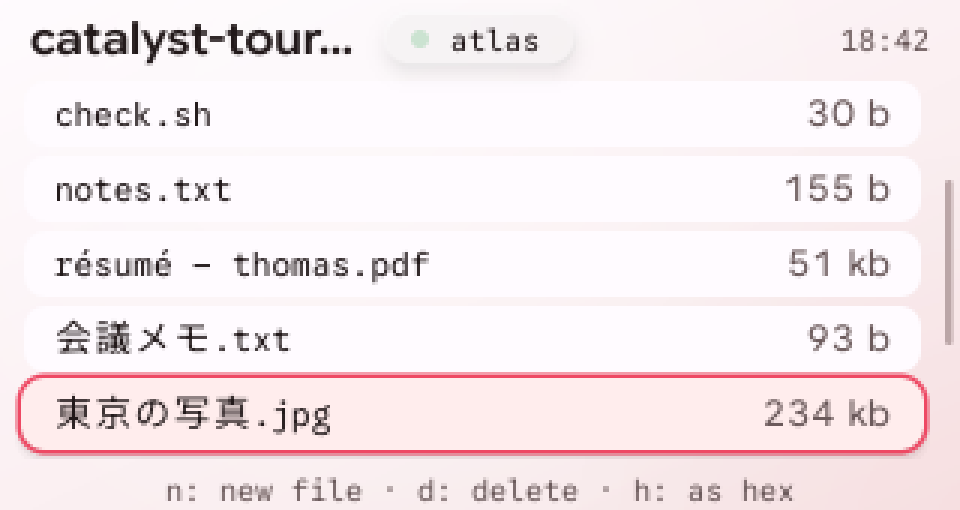 catalyst-tour... atlas 18:42
check.sh 30 b
notes.txt 155 b
résumé – thomas.pdf 51 kb
会議メモ.txt 93 b
東京の写真.jpg 234 kb
n: new file · d: delete · h: as hex